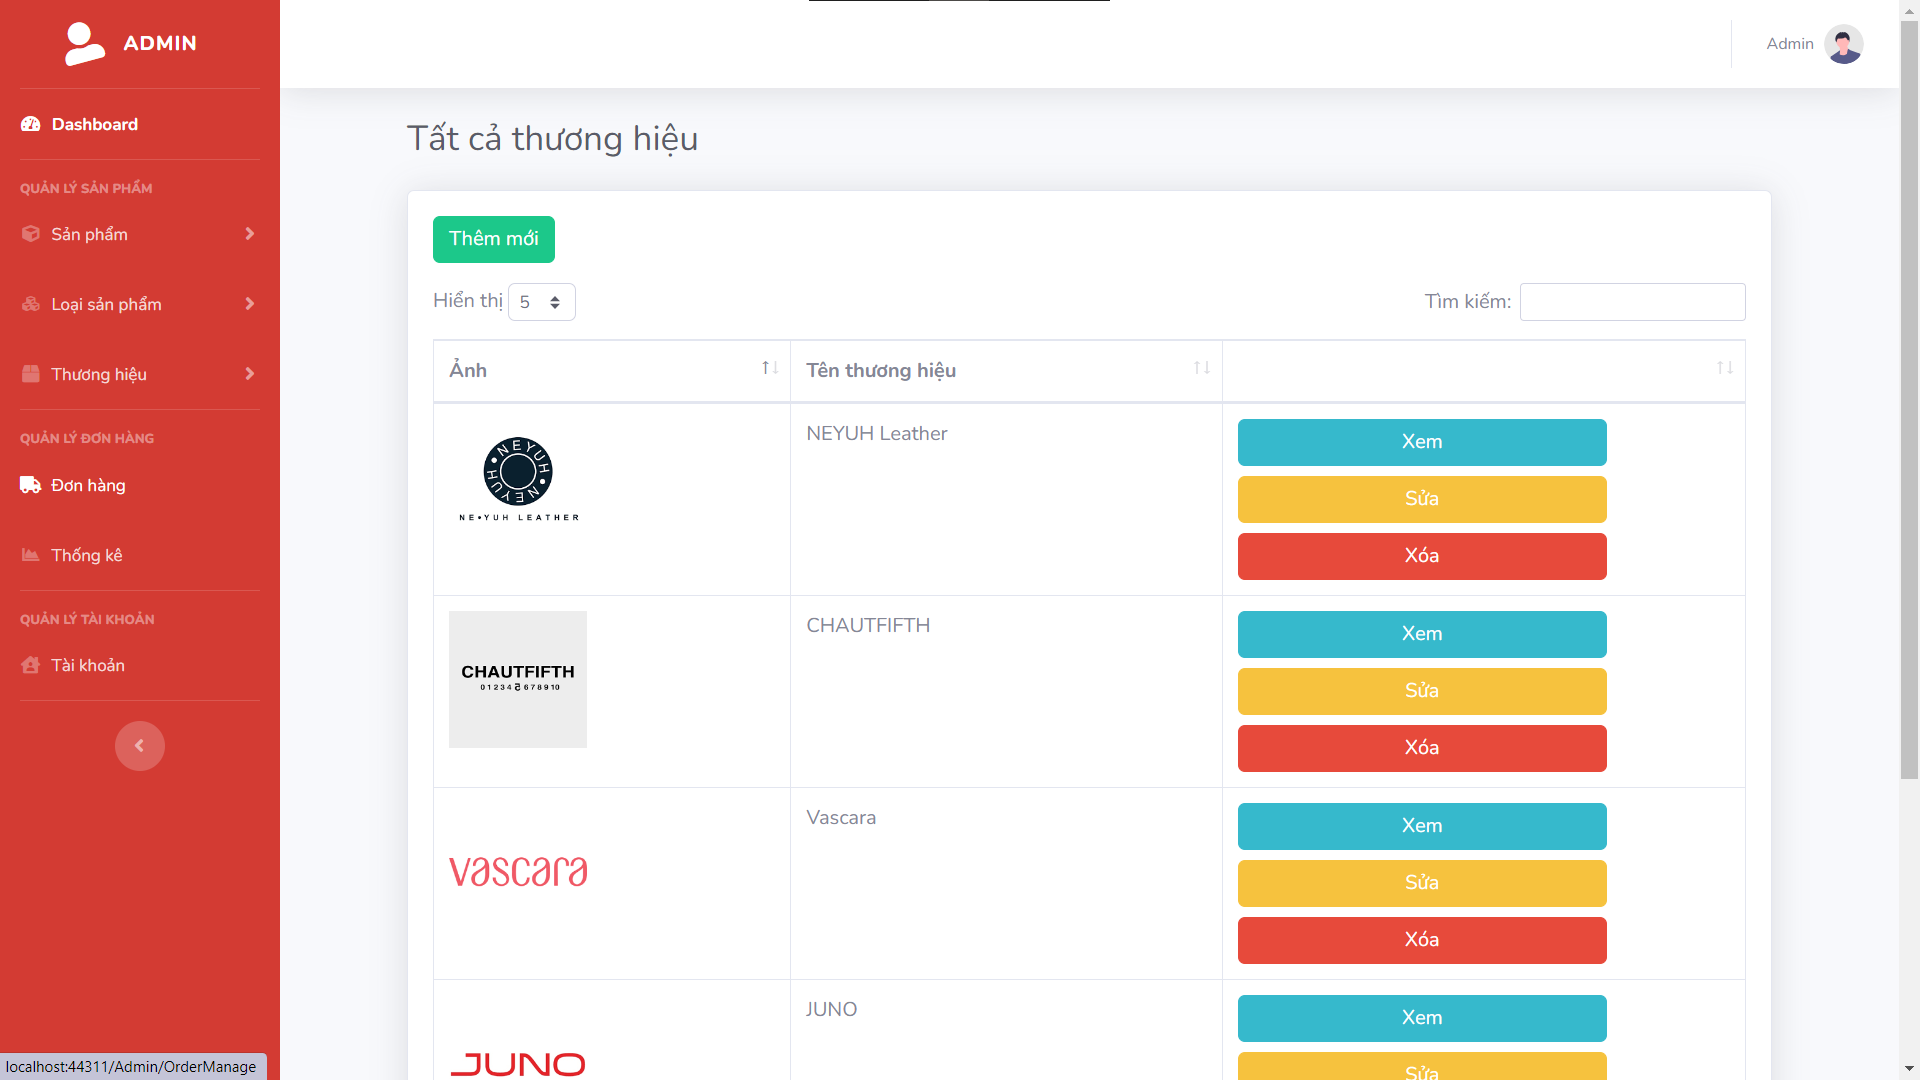 ADMIN
Dashboard
QUẢN LÝ SẢN PHẨM
Sản phẩm
Loại sản phẩm
Thương hiệu
QUẢN LÝ ĐƠN HÀNG
Đơn hàng
Thống kê
QUẢN LÝ TÀI KHOẢN
Tài khoản
localhost:44311/Admin/OrderManage
Admin
Tất cả thương hiệu
Thêm mới
Hiển thị 5
Tìm kiếm:
Ảnh Tên thương hiệu
NEYUH NEYUH
NE•YUH LEATHER
NEYUH Leather
Xem
Sửa
Xóa
CHAUTFIFTH
012345678910
CHAUTFIFTH
Xem
Sửa
Xóa
vascara
Vascara
Xem
Sửa
Xóa
JUNO
JUNO
Xem
Sửa